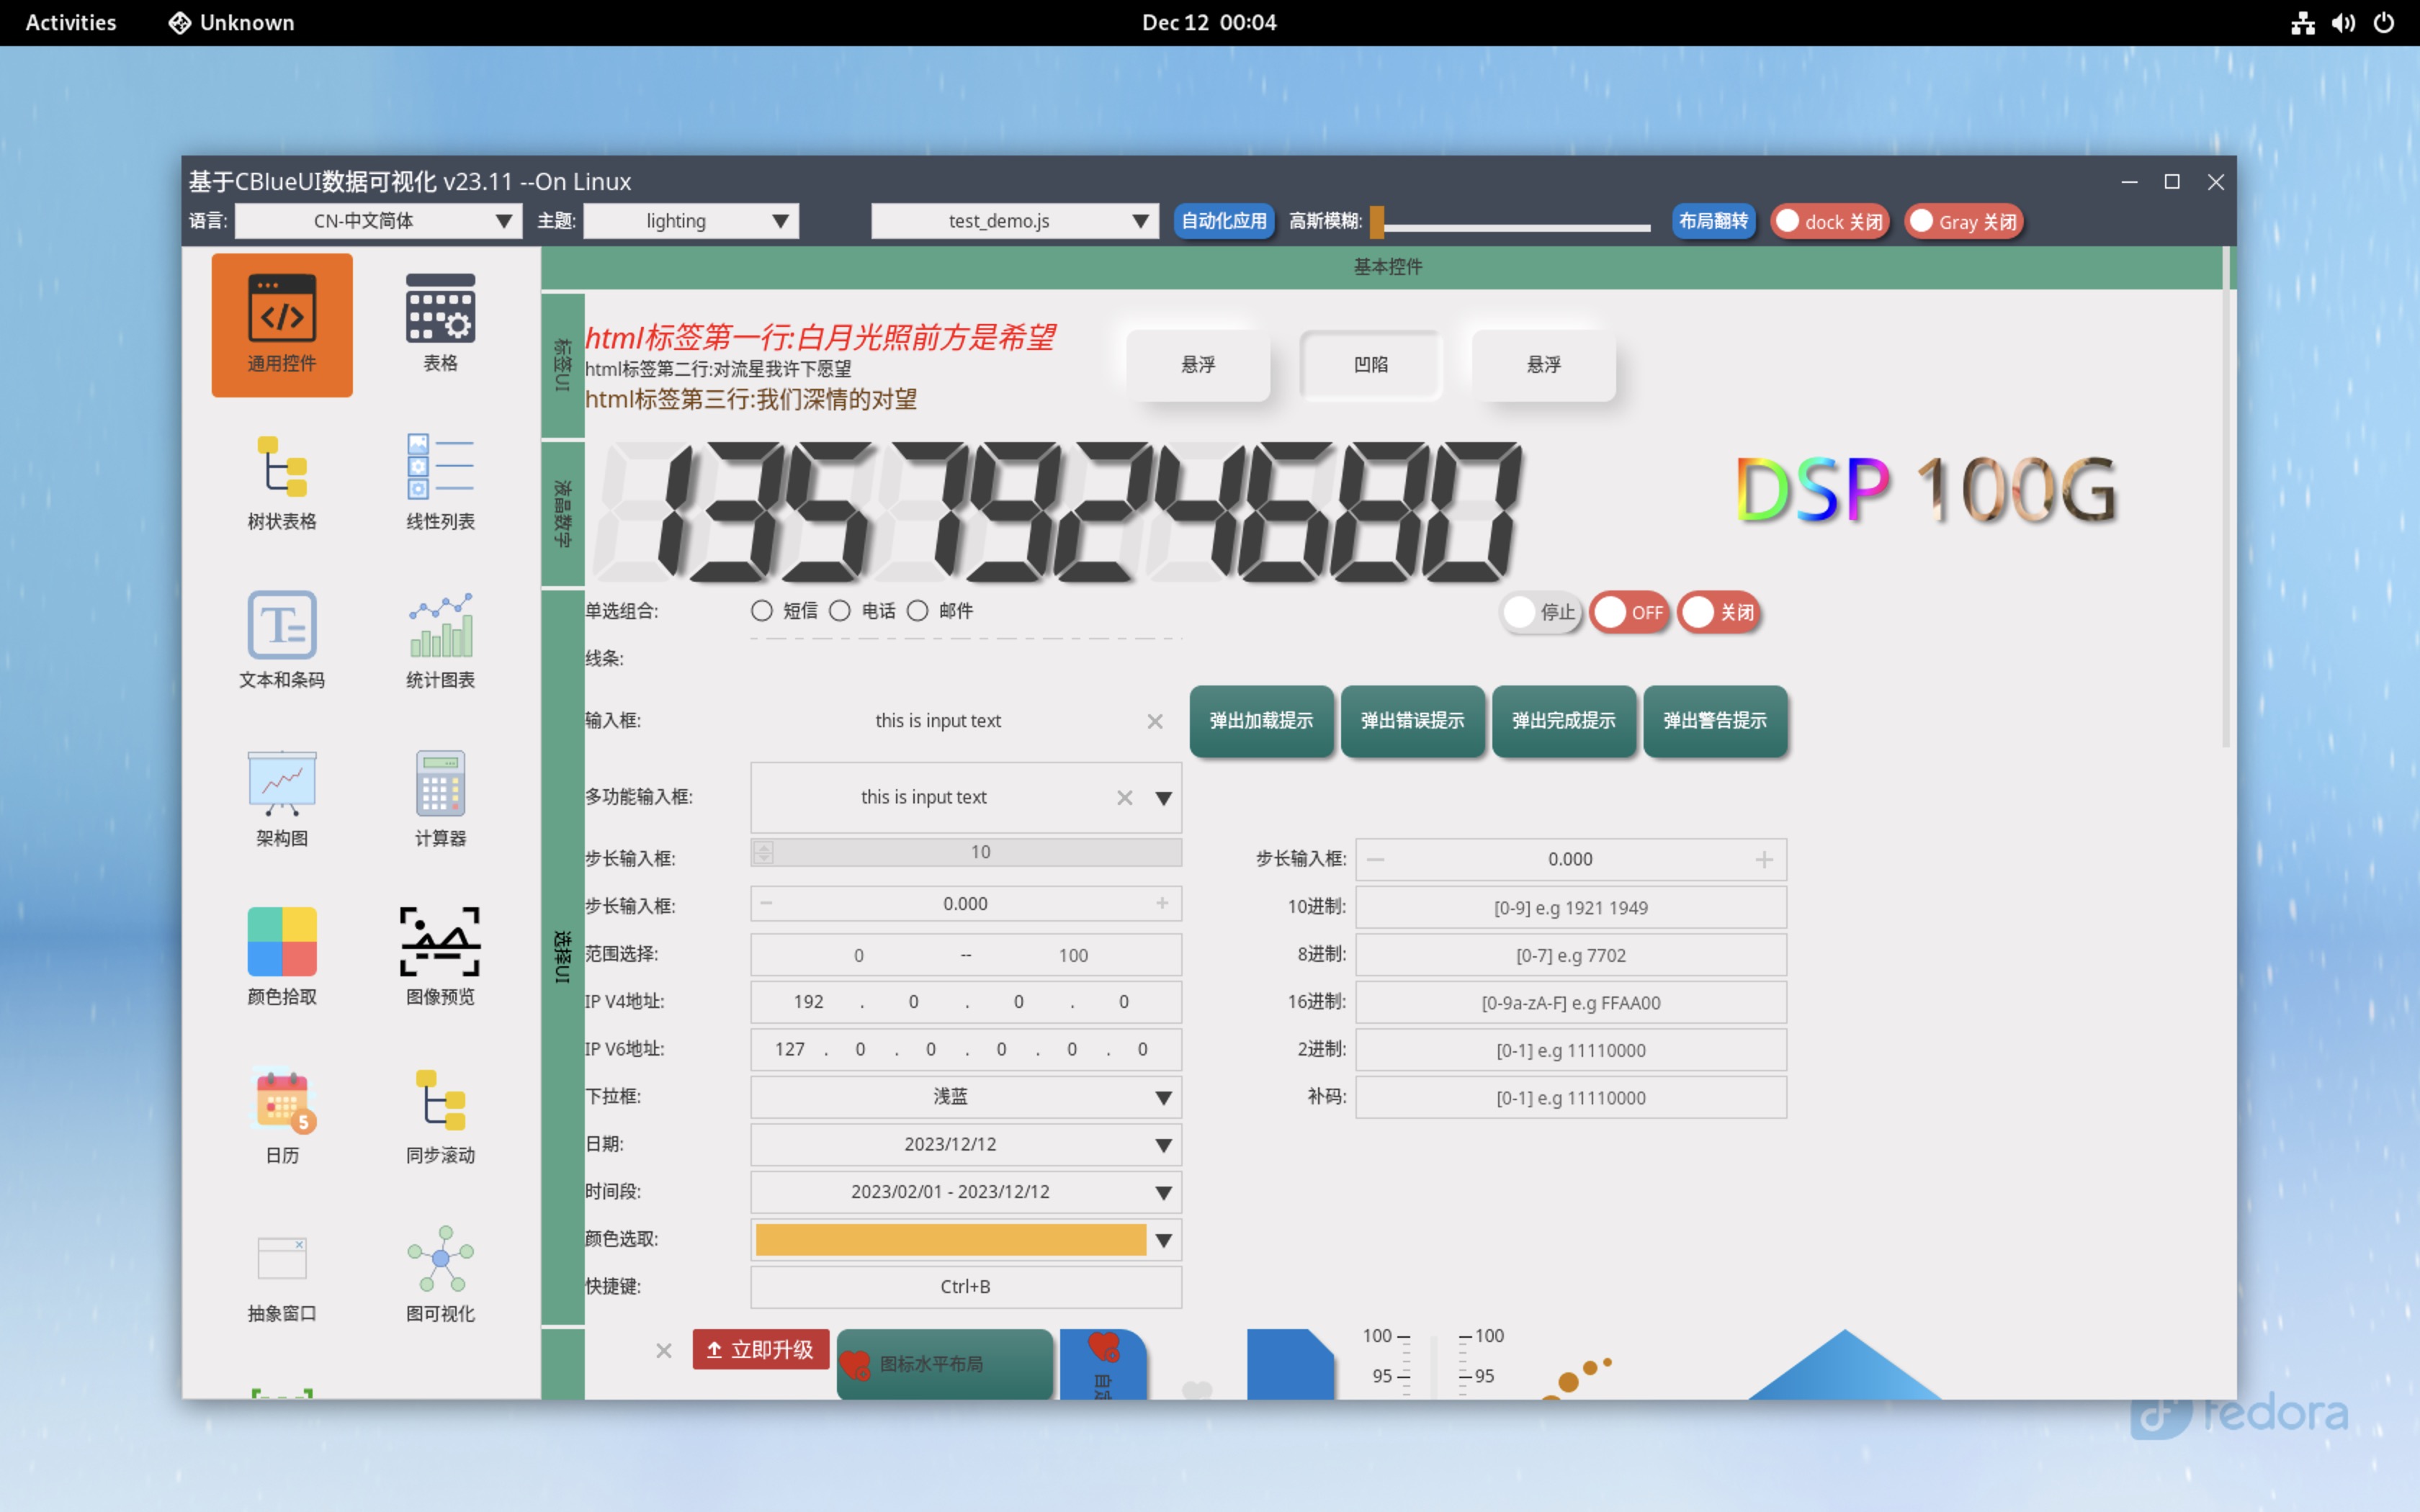 Activities Unknown Dec 12 00:04
基于CBlueUI数据可视化 v23.11 --On Linux
语言: CN-中文简体 主题: lighting test_demo.js 自动化应用 高斯模糊: 布局翻转 dock 关闭 Gray 关闭
基本控件
通用控件 表格
树状表格 线性列表
文本和条码 统计图表
架构图 计算器
颜色拾取 图像预览
5
日历 同步滚动
抽象窗口 图可视化
标签UI
html标签第一行:白月光照前方是希望
html标签第二行:对流星我许下愿望
html标签第三行:我们深情的对望
悬浮 凹陷 悬浮
液晶数字
1357924680
DSP 100G
选择UI
单选组合: 短信 电话 邮件 停止 OFF 关闭
线条:
输入框: this is input text 弹出加载提示 弹出错误提示 弹出完成提示 弹出警告提示
多功能输入框: this is input text
步长输入框: 10 步长输入框: 0.000
步长输入框: 0.000 10进制: [0-9] e.g 1921 1949
范围选择: 0 -- 100 8进制: [0-7] e.g 7702
IP V4地址: 192 . 0 . 0 . 0 16进制: [0-9a-zA-F] e.g FFAA00
IP V6地址: 127 . 0 . 0 . 0 . 0 . 0 2进制: [0-1] e.g 11110000
下拉框: 浅蓝 补码: [0-1] e.g 11110000
日期: 2023/12/12
时间段: 2023/02/01 - 2023/12/12
颜色选取:
快捷键: Ctrl+B
立即升级 图标水平布局 自 100 100
95 95
fedora